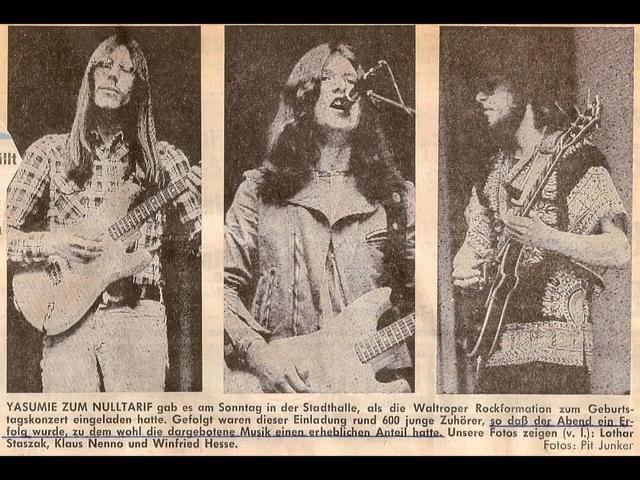 ällt
YASUMIE ZUM NULLTARIF gab es am Sonntag in der Stadthalle, als die Waltroper Rockformation zum Geburts-
tagskonzert eingeladen hatte. Gefolgt waren dieser Einladung rund 600 junge Zuhörer, so daß der Abend ein Er-
folg wurde, zu dem wohl die dargebotene Musik einen erheblichen Anteil hatte. Unsere Fotos zeigen (v. l.): Lothar
Staszak, Klaus Nenno und Winfried Hesse. Fotos: Pit Junker